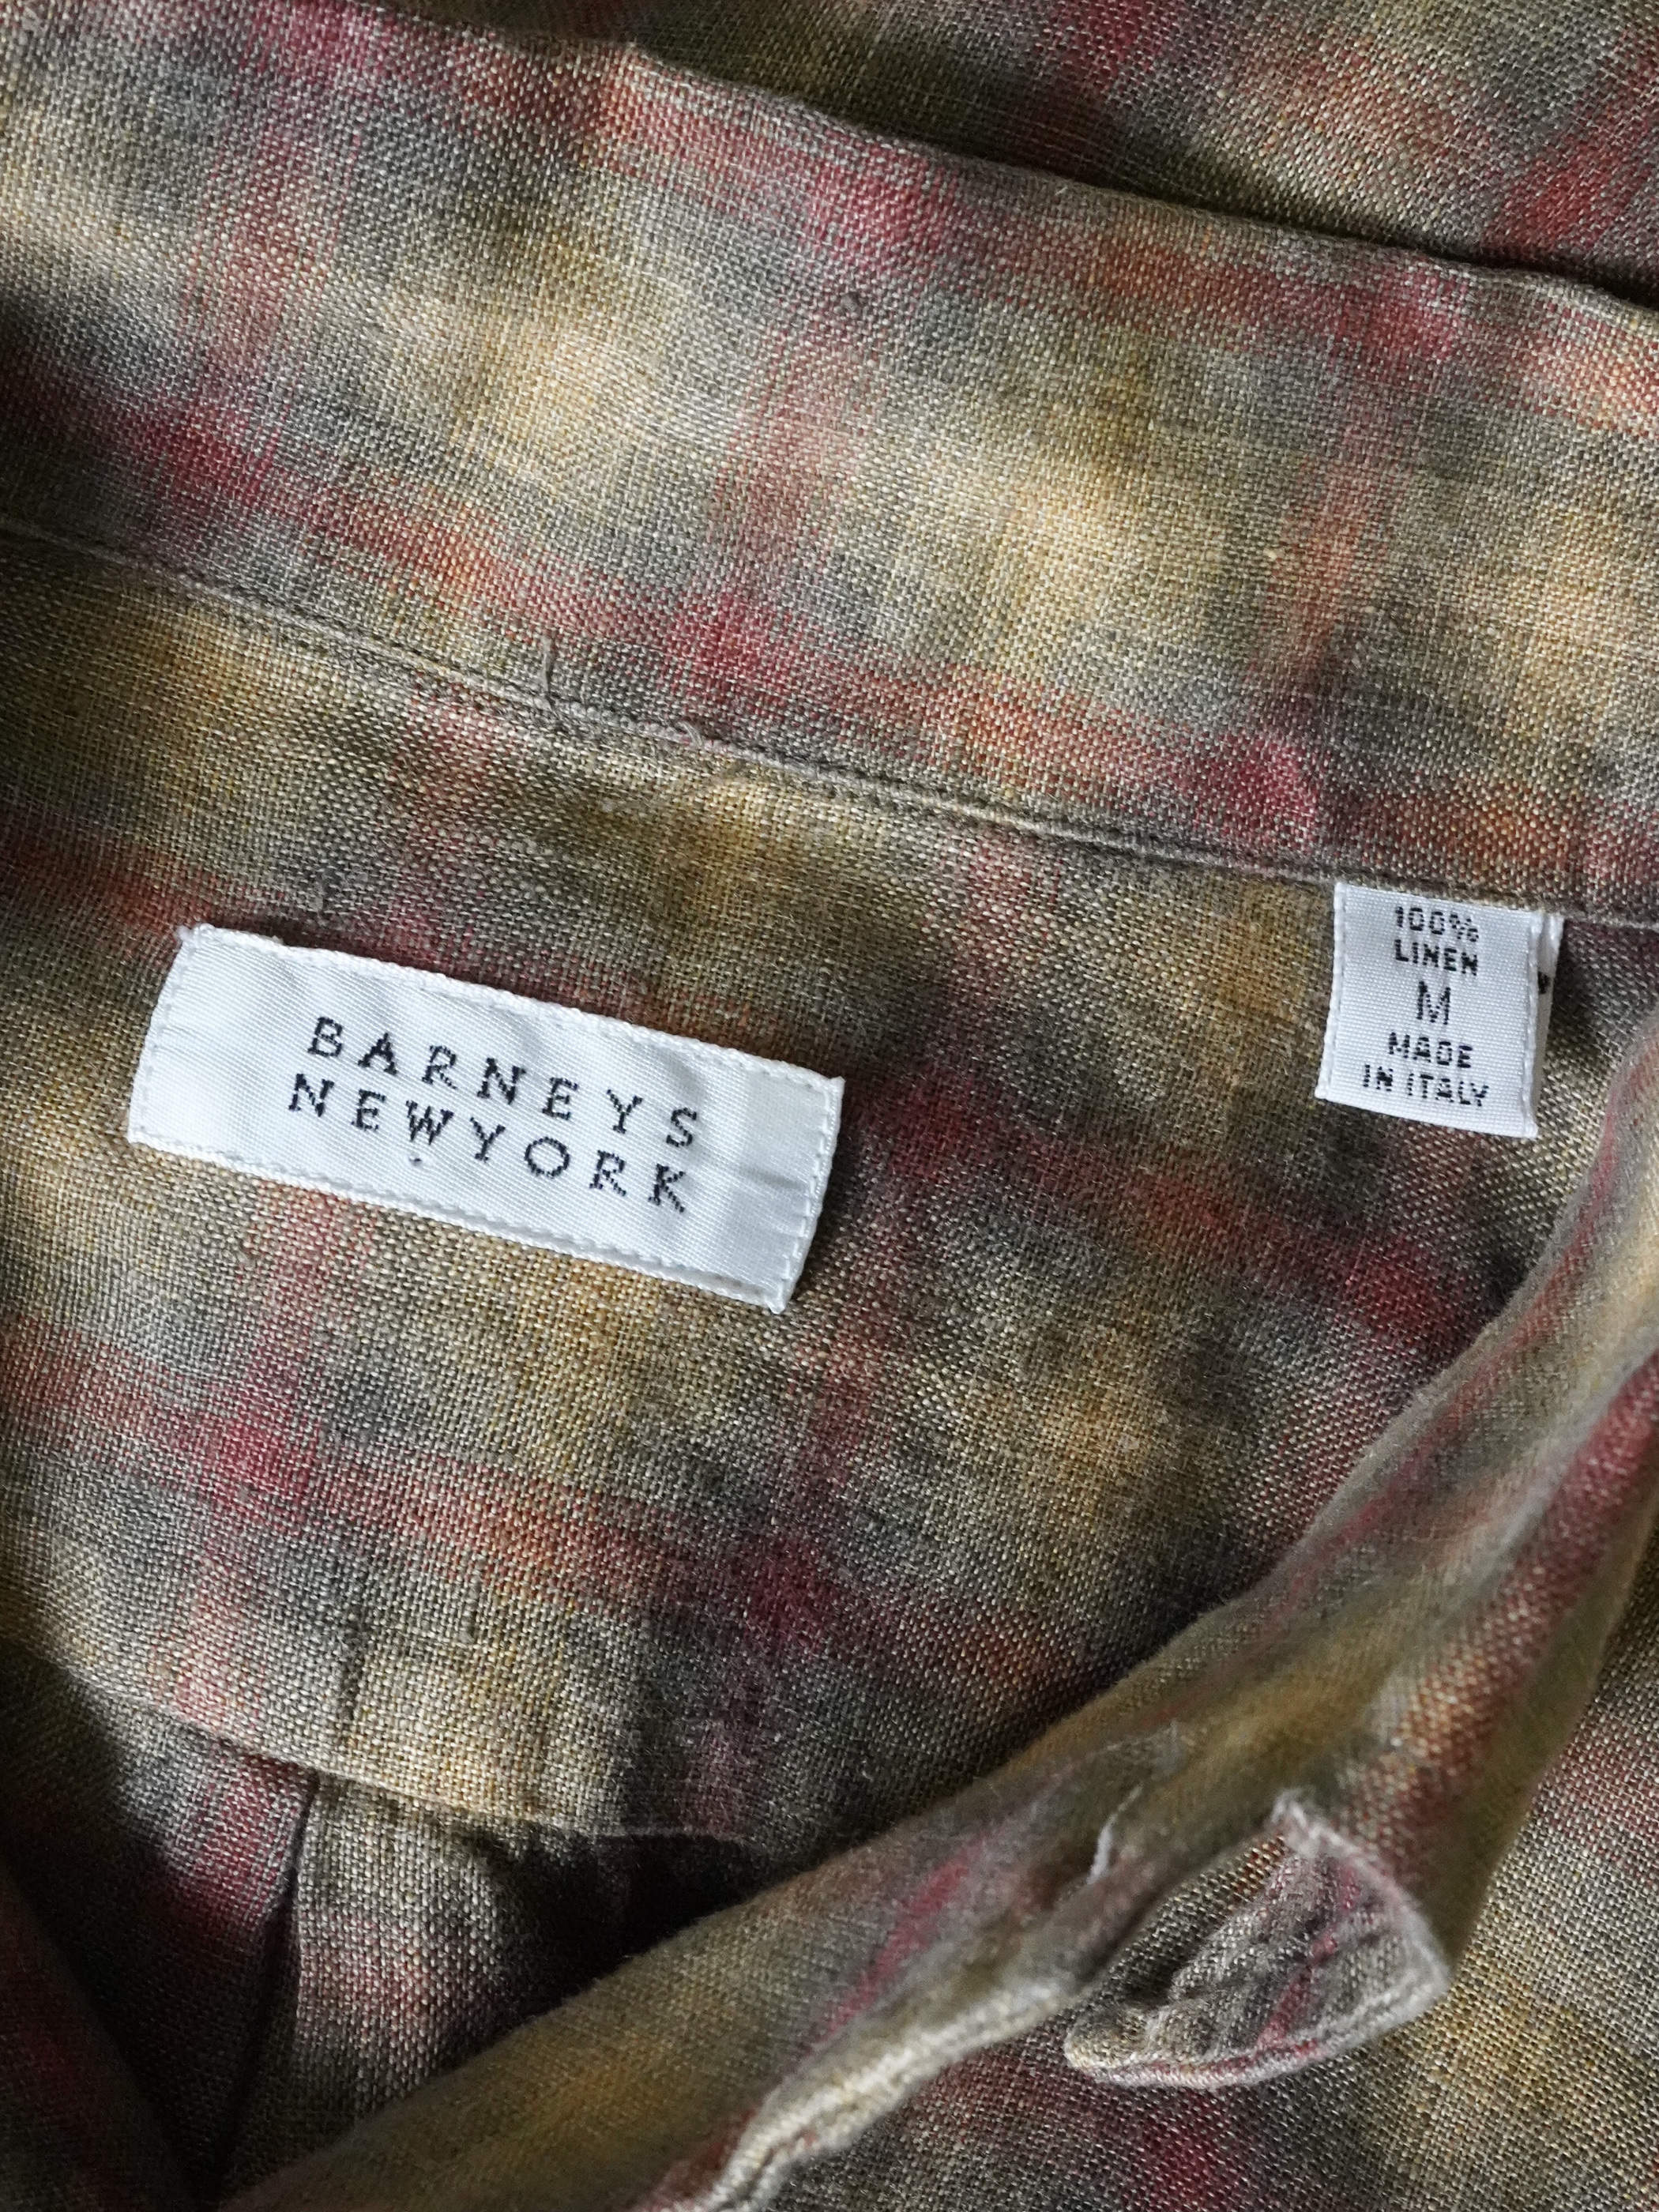 BARNEYS
NEWYORK
100%
LINEN
M
MADE
IN ITALY